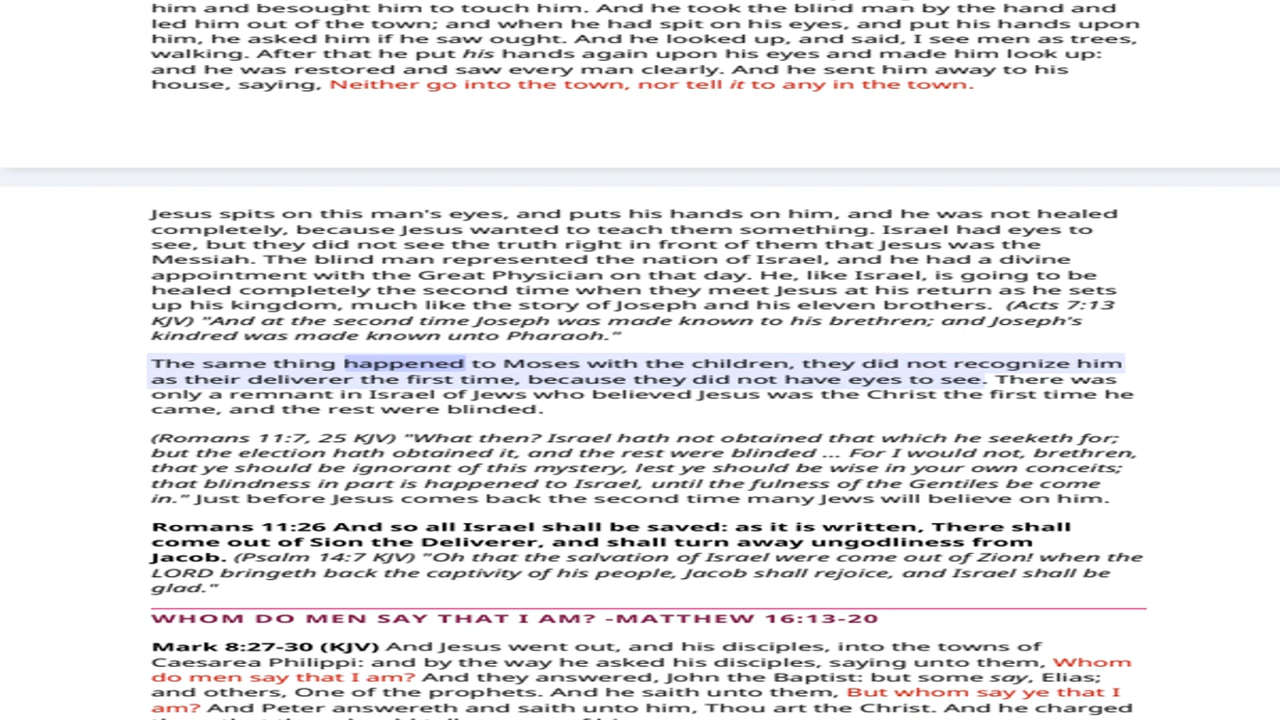 him and besought him to touch him. And he took the blind man by the hand and
led him out of the town; and when he had spit on his eyes, and put his hands upon
him, he asked him if he saw ought. And he looked up, and said, I see men as trees,
walking. After that he put his hands again upon his eyes and made him look up:
and he was restored and saw every man clearly. And he sent him away to his
house, saying, Neither go into the town, nor tell it to any in the town.
Jesus spits on this man's eyes, and puts his hands on him, and he was not healed
completely, because Jesus wanted to teach them something. Israel had eyes to
see, but they did not see the truth right in front of them that Jesus was the
Messiah. The blind man represented the nation of Israel, and he had a divine
appointment with the Great Physician on that day. He, like Israel, is going to be
healed completely the second time when they meet Jesus at his return as he sets
up his kingdom, much like the story of Joseph and his eleven brothers. (Acts 7:13
KJV) "And at the second time Joseph was made known to his brethren; and Joseph's
kindred was made known unto Pharaoh."
The same thing happened to Moses with the children, they did not recognize him
as their deliverer the first time, because they did not have eyes to see. There was
only a remnant in Israel of Jews who believed Jesus was the Christ the first time he
came, and the rest were blinded.
(Romans 11:7, 25 KJV) "What then? Israel hath not obtained that which he seeketh for;
but the election hath obtained it, and the rest were blinded ... For I would not, brethren,
that ye should be ignorant of this mystery, lest ye should be wise in your own conceits;
that blindness in part is happened to Israel, until the fulness of the Gentiles be come
in." Just before Jesus comes back the second time many Jews will believe on him.
Romans 11:26 And so all Israel shall be saved: as it is written, There shall
come out of Sion the Deliverer, and shall turn away ungodliness from
Jacob. (Psalm 14:7 KJV) "Oh that the salvation of Israel were come out of Zion! when the
LORD bringeth back the captivity of his people, Jacob shall rejoice, and Israel shall be
glad."
WHOM DO MEN SAY THAT I AM? -MATTHEW 16:13-20
Mark 8:27-30 (KJV) And Jesus went out, and his disciples, into the towns of
Caesarea Philippi: and by the way he asked his disciples, saying unto them, Whom
do men say that I am? And they answered, John the Baptist: but some say, Elias;
and others, One of the prophets. And he saith unto them, But whom say ye that I
am? And Peter answereth and saith unto him, Thou art the Christ. And he charged